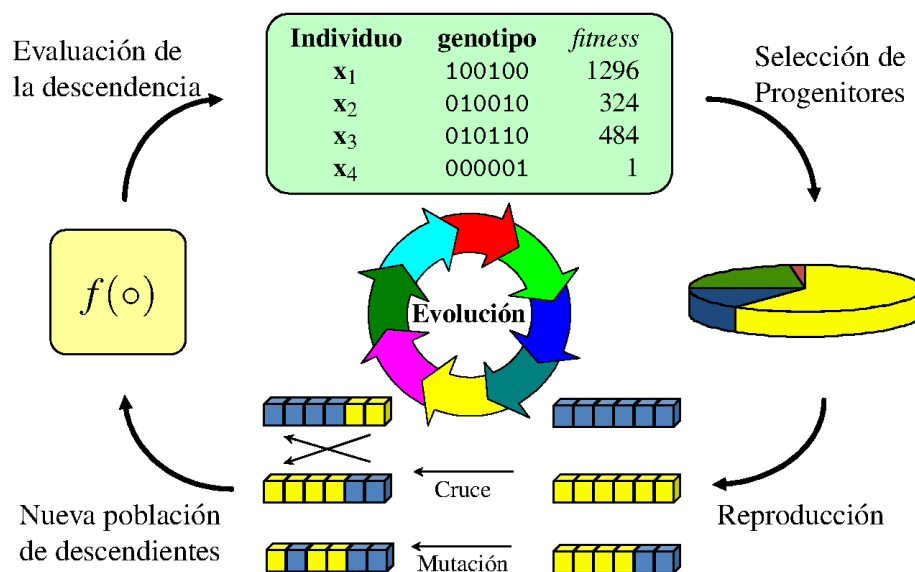 Evaluación de
la descendencia
Individuo genotipo fitness
x1 100100 1296
x2 010010 324
x3 010110 484
x4 000001 1
Selección de
Progenitores
f(∘)
Evolución
Cruce
Mutación
Reproducción
Nueva población
de descendientes